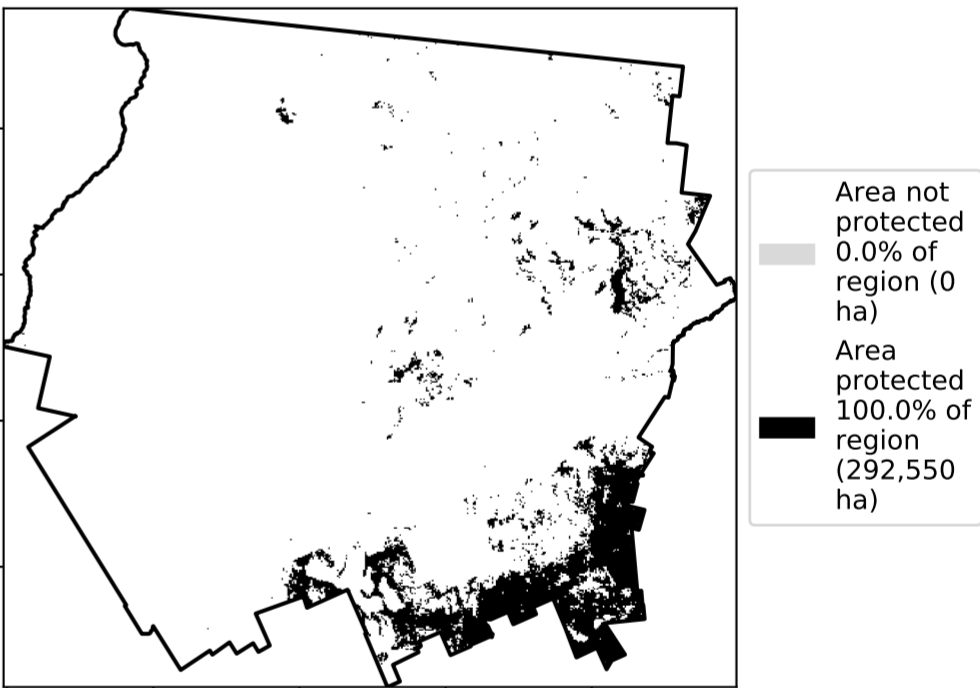 Area not
protected
0.0% of
region (0
ha)
Area
protected
100.0% of
region
(292,550
ha)